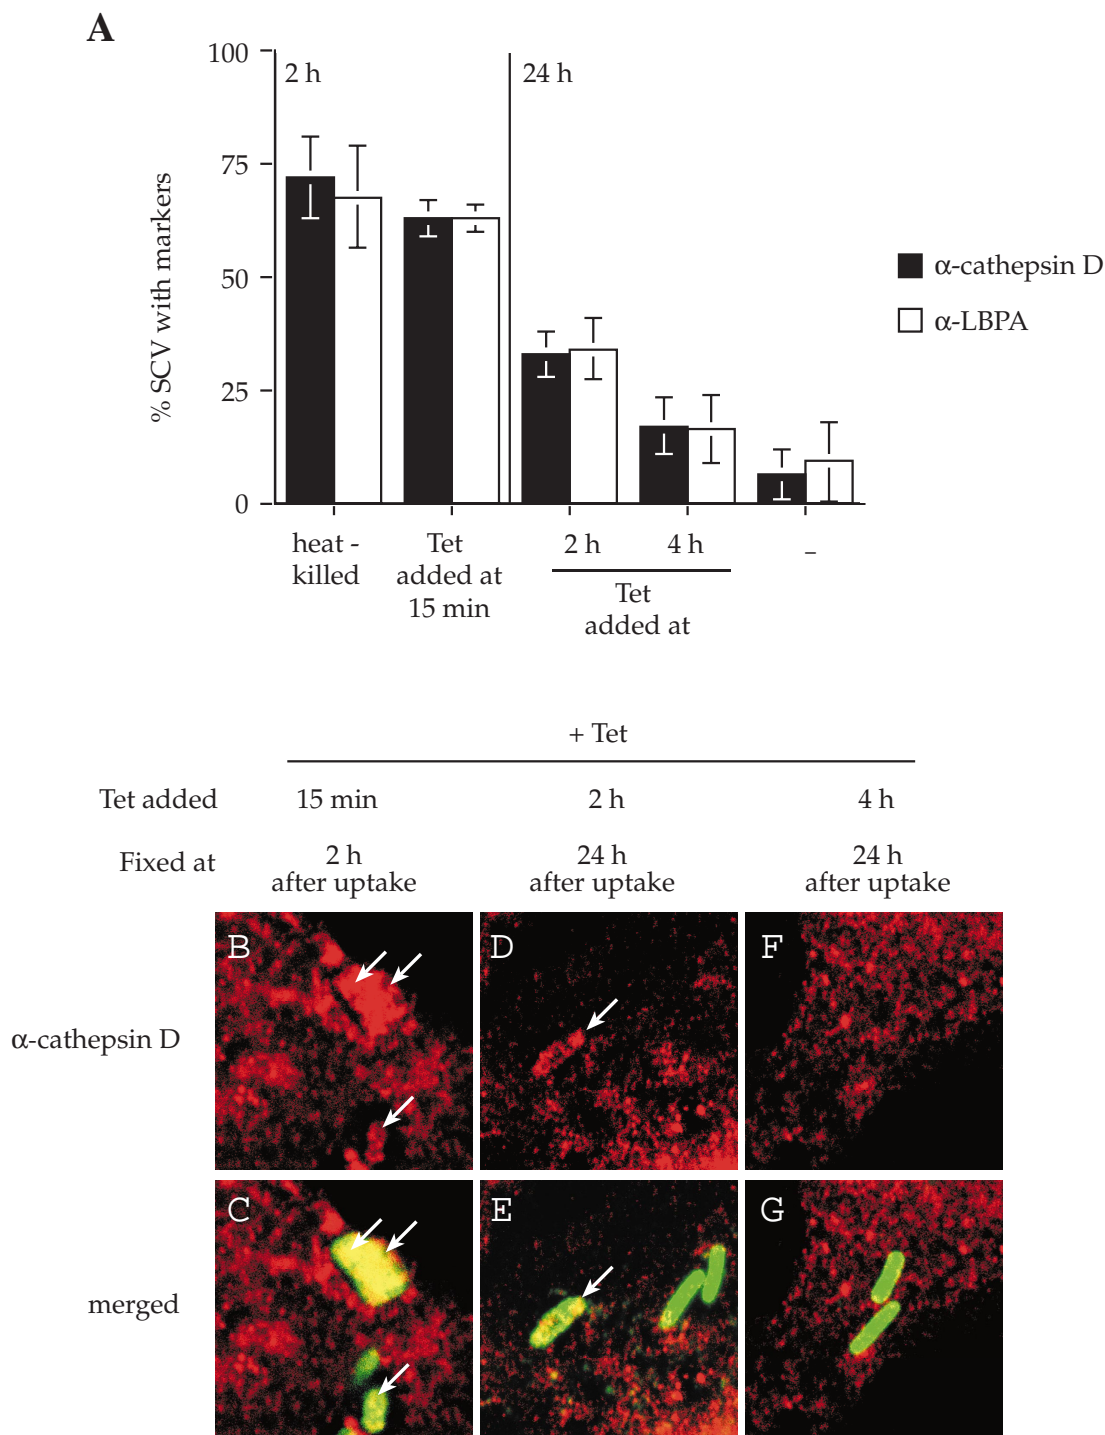 A
100
75
50
25
0
% SCV with markers
2 h
24 h
α-cathepsin D
α-LBPA
heat -
killed
Tet
added at
15 min
2 h
4 h
–
Tet
added at
+ Tet
Tet added
15 min
2 h
4 h
Fixed at
2 h
after uptake
24 h
after uptake
24 h
after uptake
α-cathepsin D
B
D
F
merged
C
E
G